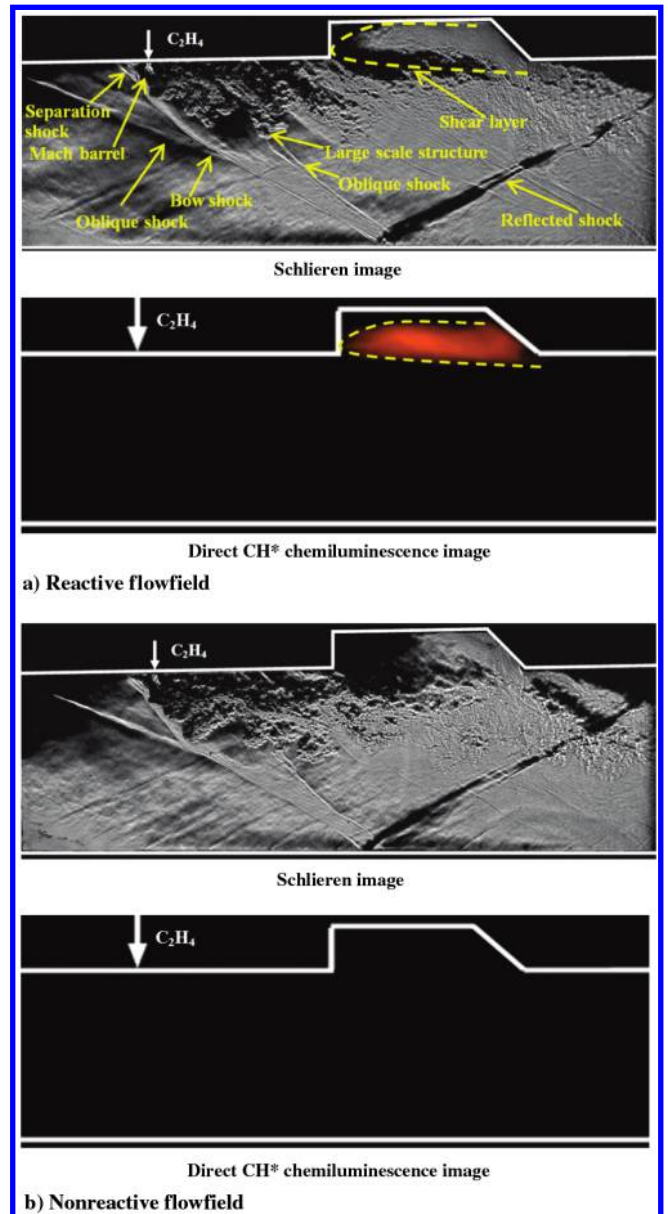 C₂H₄
Separation
shock
Mach barrel
Shear layer
Large scale structure
Oblique shock
Bow shock
Oblique shock
Reflected shock
Schlieren image
C₂H₄
Direct CH* chemiluminescence image
a) Reactive flowfield
C₂H₄
Schlieren image
C₂H₄
Direct CH* chemiluminescence image
b) Nonreactive flowfield